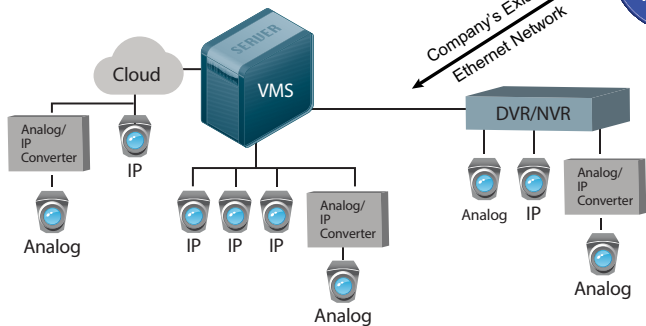 Company's
Ethernet Network
SERVER
VMS
Cloud
DVR/NVR
Analog/
IP
Converter
IP
Analog
IP
IP
IP
Analog/
IP
Converter
Analog
Analog
IP
Analog/
IP
Converter
Analog